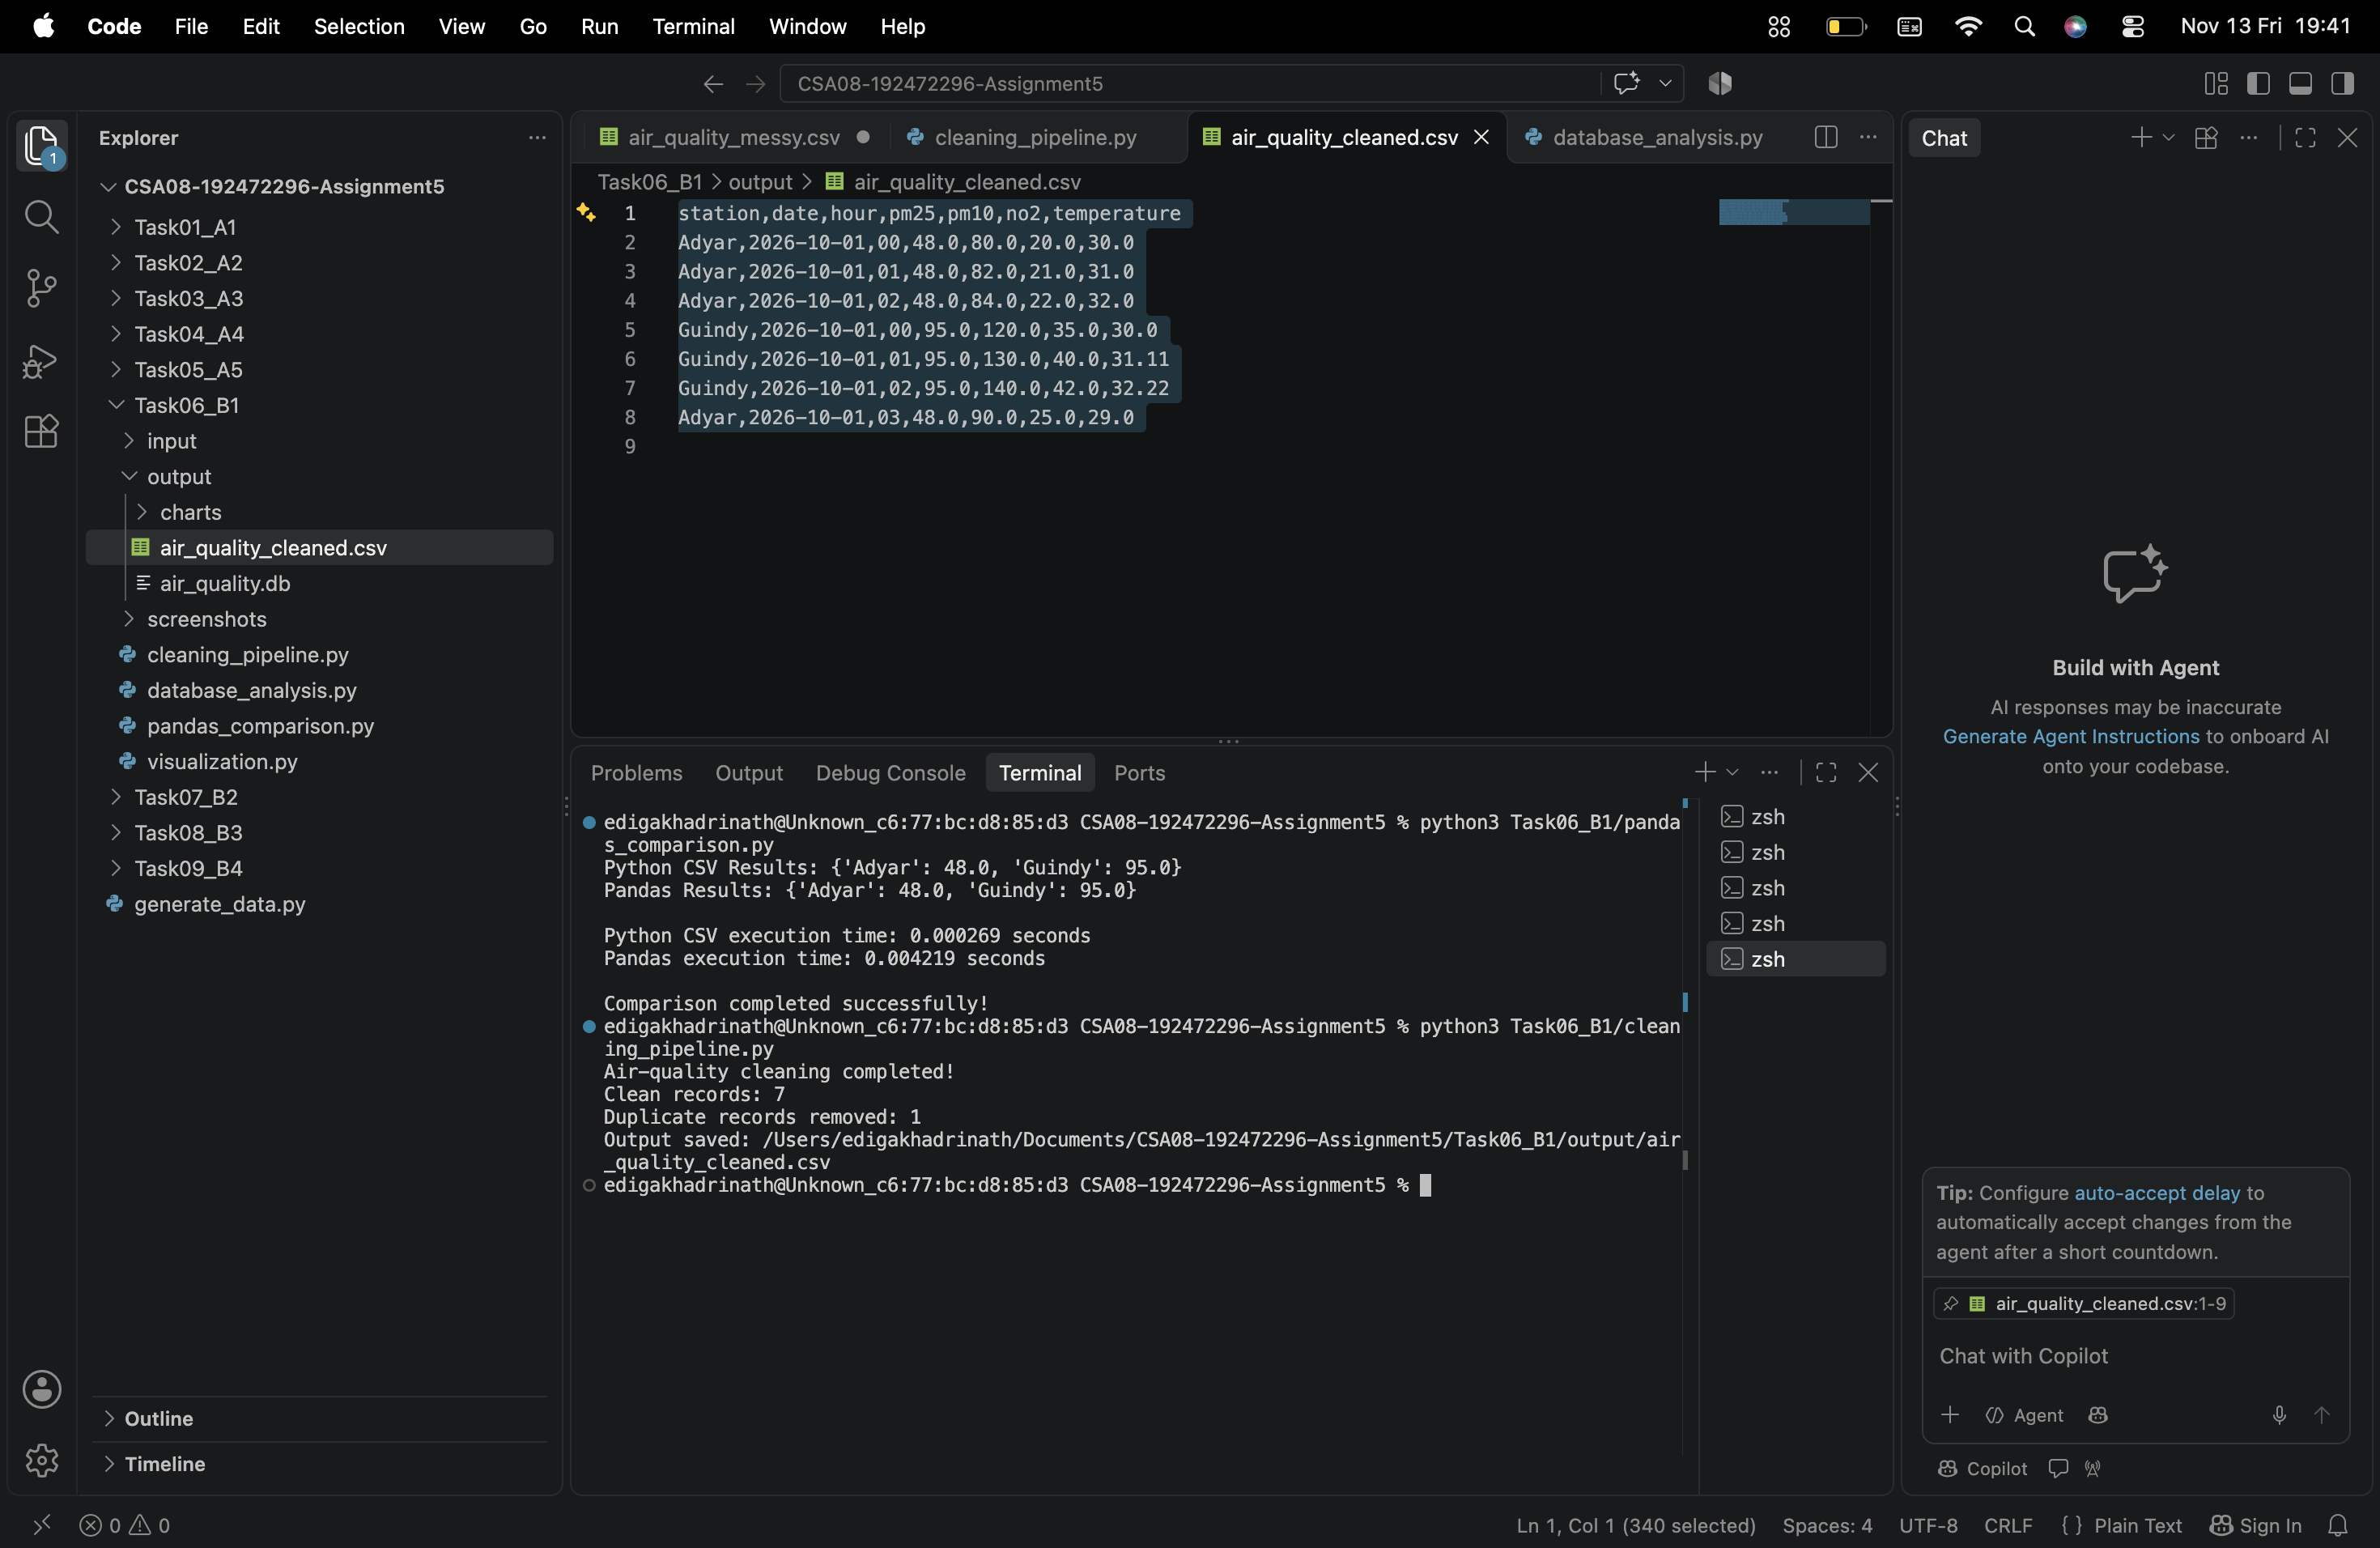 Code File Edit Selection View Go Run Terminal Window Help Nov 13 Fri 19:41
CSA08-192472296-Assignment5
1
Explorer
CSA08-192472296-Assignment5
Task01_A1
Task02_A2
Task03_A3
Task04_A4
Task05_A5
Task06_B1
input
output
charts
air_quality_cleaned.csv
air_quality.db
screenshots
cleaning_pipeline.py
database_analysis.py
pandas_comparison.py
visualization.py
Task07_B2
Task08_B3
Task09_B4
generate_data.py
Outline
Timeline
air_quality_messy.csv cleaning_pipeline.py air_quality_cleaned.csv database_analysis.py
Task06_B1 > output > air_quality_cleaned.csv
1 station,date,hour,pm25,pm10,no2,temperature
2 Adyar,2026-10-01,00,48.0,80.0,20.0,30.0
3 Adyar,2026-10-01,01,48.0,82.0,21.0,31.0
4 Adyar,2026-10-01,02,48.0,84.0,22.0,32.0
5 Guindy,2026-10-01,00,95.0,120.0,35.0,30.0
6 Guindy,2026-10-01,01,95.0,130.0,40.0,31.11
7 Guindy,2026-10-01,02,95.0,140.0,42.0,32.22
8 Adyar,2026-10-01,03,48.0,90.0,25.0,29.0
9
Problems Output Debug Console Terminal Ports
edigakhadrinath@Unknown_c6:77:bc:d8:85:d3 CSA08-192472296-Assignment5 % python3 Task06_B1/panda
s_comparison.py
Python CSV Results: {'Adyar': 48.0, 'Guindy': 95.0}
Pandas Results: {'Adyar': 48.0, 'Guindy': 95.0}
Python CSV execution time: 0.000269 seconds
Pandas execution time: 0.004219 seconds
Comparison completed successfully!
edigakhadrinath@Unknown_c6:77:bc:d8:85:d3 CSA08-192472296-Assignment5 % python3 Task06_B1/clean
ing_pipeline.py
Air-quality cleaning completed!
Clean records: 7
Duplicate records removed: 1
Output saved: /Users/edigakhadrinath/Documents/CSA08-192472296-Assignment5/Task06_B1/output/air
_quality_cleaned.csv
edigakhadrinath@Unknown_c6:77:bc:d8:85:d3 CSA08-192472296-Assignment5 %
zsh
zsh
zsh
zsh
zsh
Chat
Build with Agent
AI responses may be inaccurate
Generate Agent Instructions to onboard AI
onto your codebase.
Tip: Configure auto-accept delay to
automatically accept changes from the
agent after a short countdown.
air_quality_cleaned.csv:1-9
Chat with Copilot
Agent
Copilot
0 0 Ln 1, Col 1 (340 selected) Spaces: 4 UTF-8 CRLF {} Plain Text Sign In